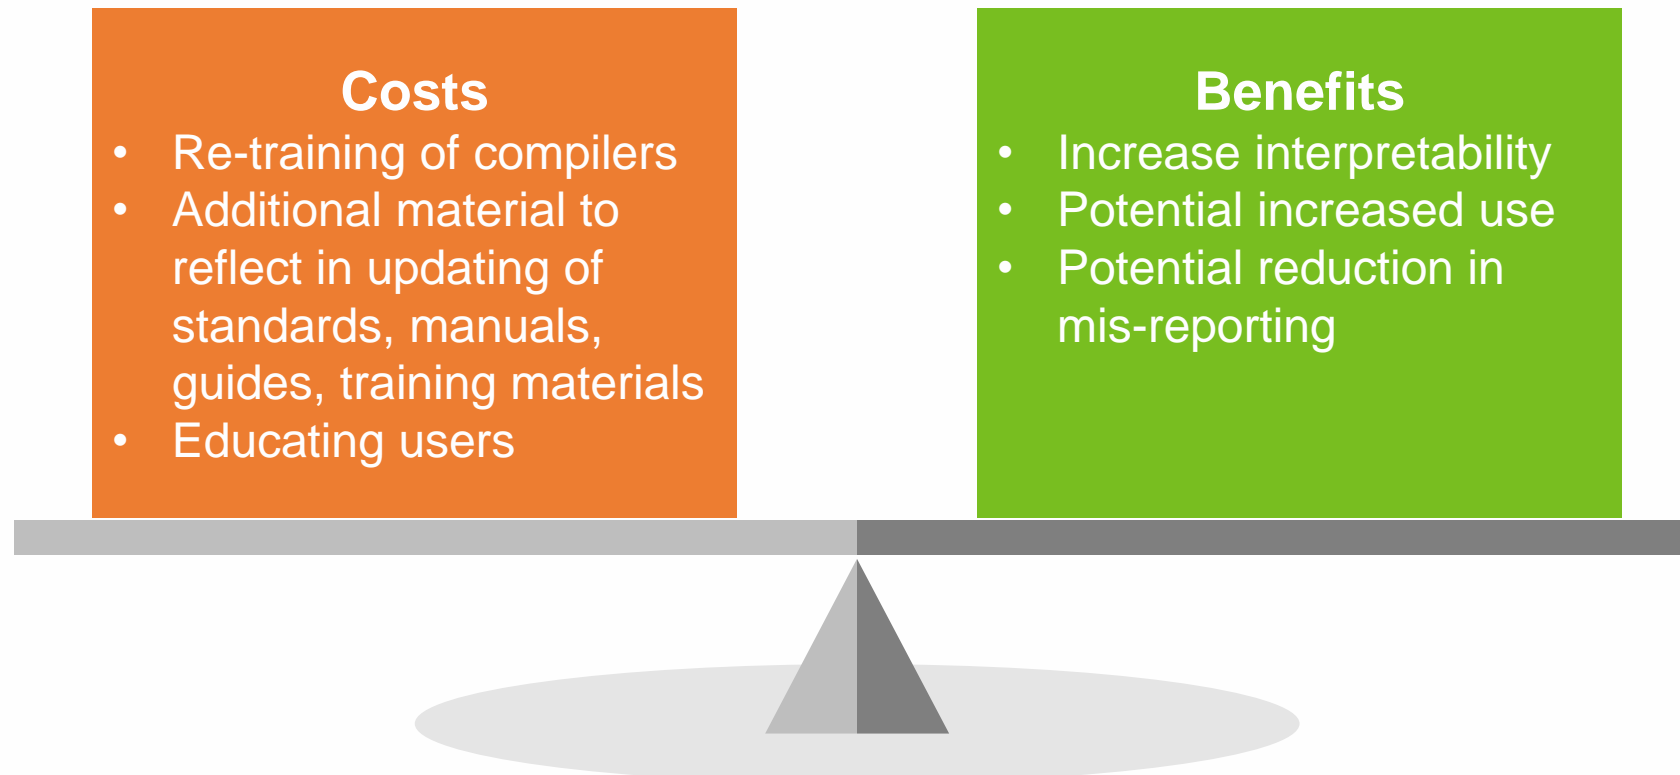 Costs
• Re-training of compilers
• Additional material to
reflect in updating of
standards, manuals,
guides, training materials
• Educating users
Benefits
• Increase interpretability
• Potential increased use
• Potential reduction in
mis-reporting